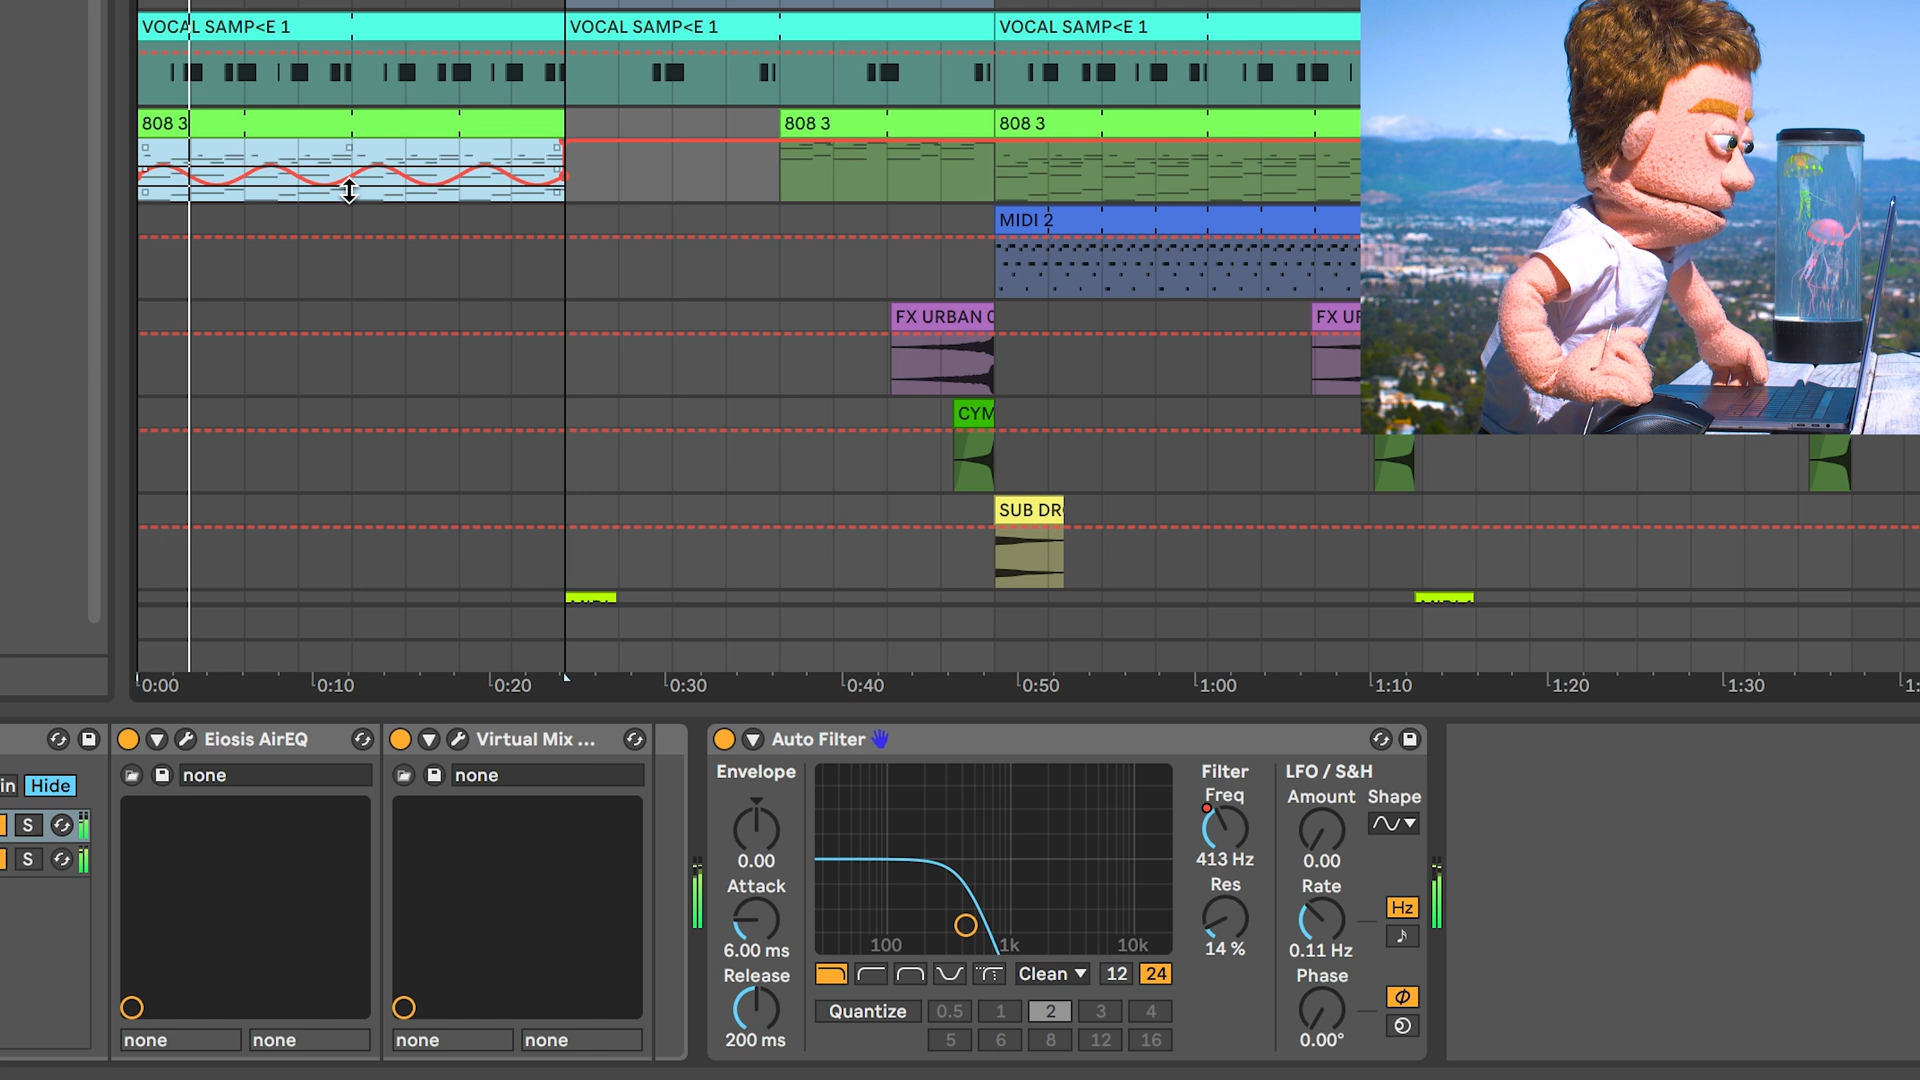 VOCAL SAMP<E 1
VOCAL SAMP<E 1
VOCAL SAMP<E 1
808 3
808 3
808 3
MIDI 2
FX URBAN
FX
CYM
SUB DR
0:00
0:10
0:20
0:30
0:40
0:50
1:00
1:10
1:20
1:30
1:
in
Hide
S
S
Eiosis AirEQ
none
none
none
Virtual Mix ...
none
none
none
Auto Filter
Envelope
0.00
Attack
6.00 ms
Release
200 ms
100
1k
10k
Clean
12
24
Quantize
0.5
1
2
3
4
5
6
8
12
16
Filter
Freq
413 Hz
Res
14 %
LFO / S&H
Amount
Shape
0.00
Rate
Hz
0.11 Hz
Phase
0.00°